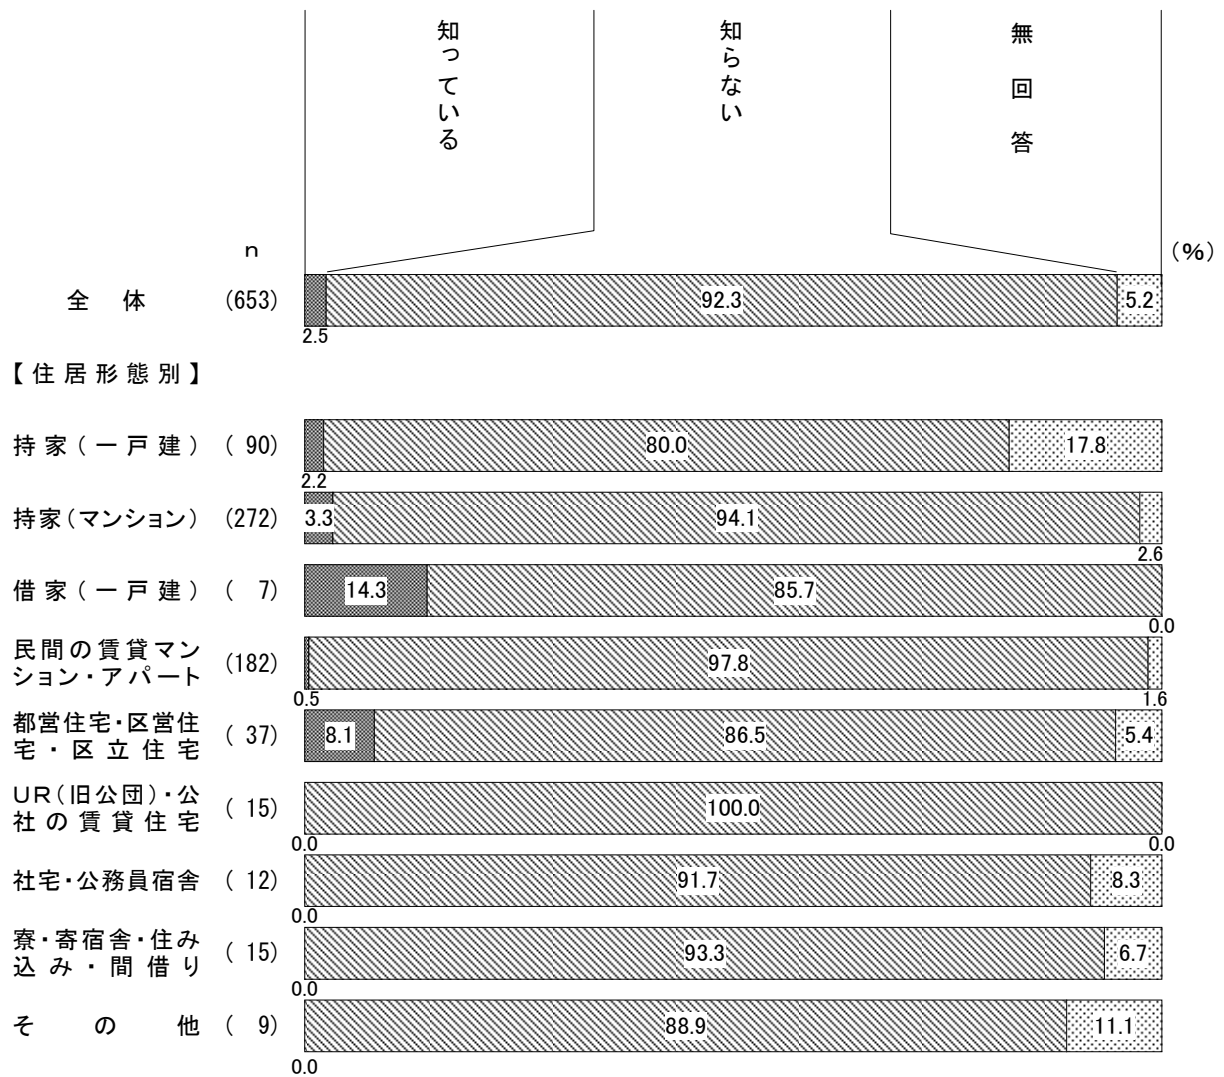 知っている
知らない
無回答
n
(%)
全体 (653) 92.3 5.2
2.5
【住居形態別】
持家(一戸建) ( 90) 80.0 17.8
2.2
持家(マンション) (272) 3.3 94.1
2.6
借家(一戸建) ( 7) 14.3 85.7
0.0
民間の賃貸マン
ション・アパート (182) 97.8
0.5 1.6
都営住宅・区営住
宅・区立住宅 ( 37) 8.1 86.5 5.4
UR(旧公団)・公
社の賃貸住宅 ( 15) 100.0
0.0 0.0
社宅・公務員宿舎 ( 12) 91.7 8.3
0.0
寮・寄宿舎・住み
込み・間借り ( 15) 93.3 6.7
0.0
その他 ( 9) 88.9 11.1
0.0